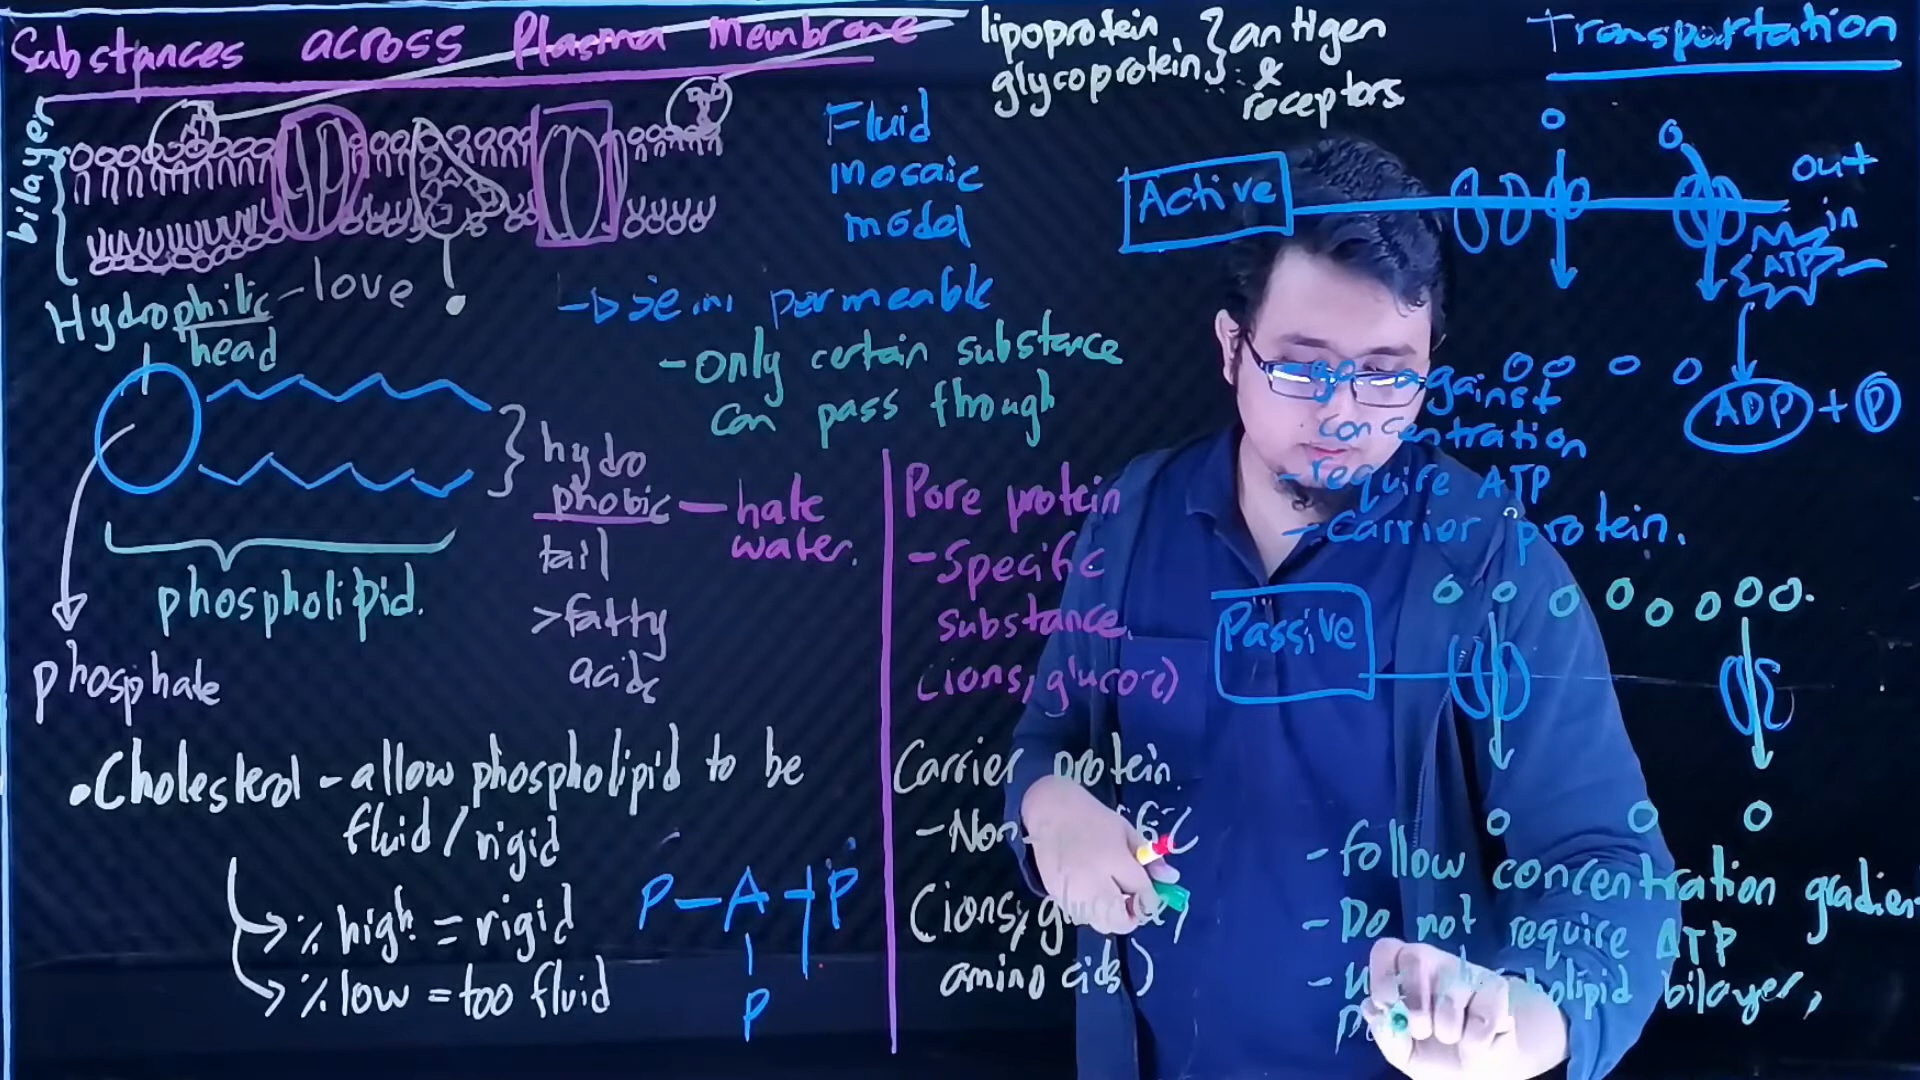 Substances across Plasma Membrane
bilayer
lipoprotein } antigen
glycoprotein } & receptors
Fluid
mosaic
model
Hydrophilic - love
head
permeable
- Only certain substance
can pass through
hydro
phobic - hate
water.
tail
> fatty
acids
phospholipid.
phosphate
• Cholesterol - allow phospholipid to be
fluid / rigid
% high = rigid
% low = too fluid
P - A + P
P
Pore protein
- Specific
substance.
(ions, glucose)
Carrier protein.
(ions,
amino cids)
Transportation
Active
out
in
ATP
ADP + P
against
concentration
- require ATP
- Carrier protein.
Passive
- follow concentration gradien
- Do not require ATP
bilayer,